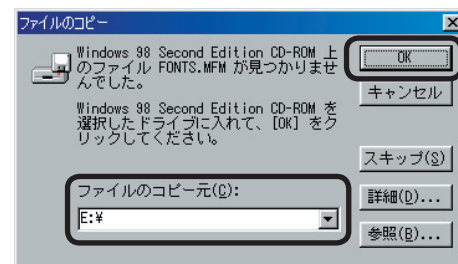 ファイルのコピー
Windows 98 Second Edition CD-ROM 上
のファイル FONTS.MFM が見つかりませ
んでした。
Windows 98 Second Edition CD-ROM を
選択したドライブに入れて、[OK] をク
リックしてください。
ファイルのコピー元(C):
E:¥
OK
キャンセル
スキップ(S)
詳細(D)...
参照(B)...